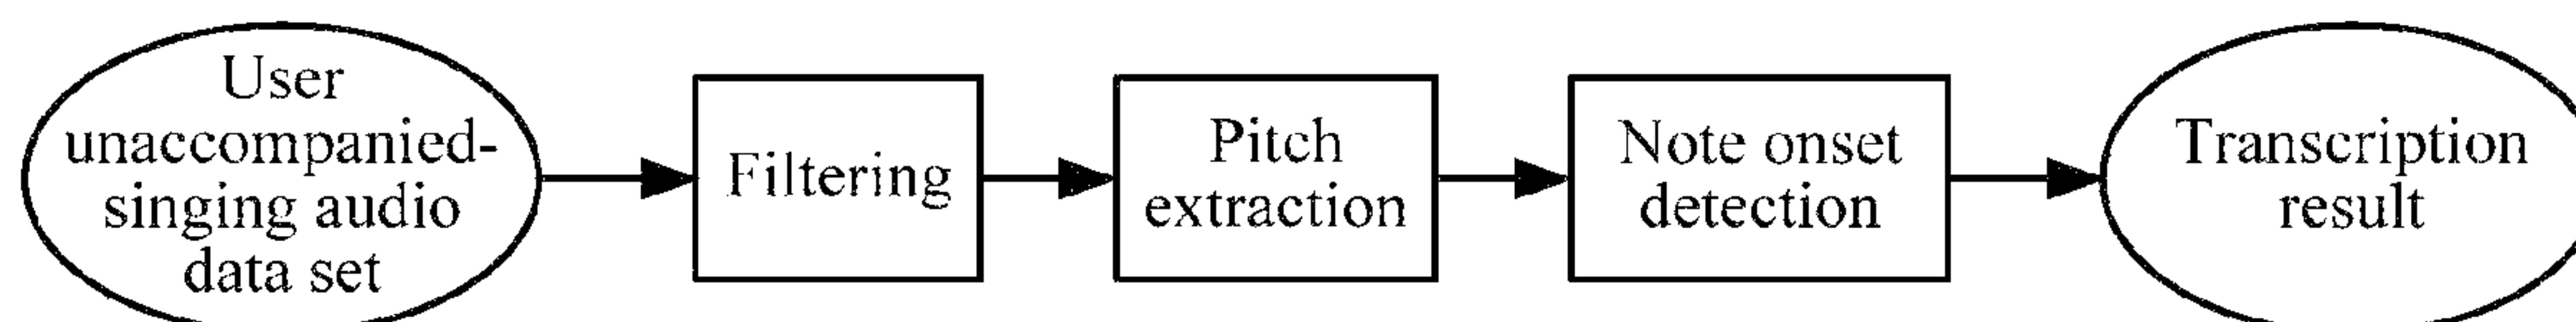 User
unaccompanied-
singing audio
data set
Filtering
Pitch
extraction
Note onset
detection
Transcription
result